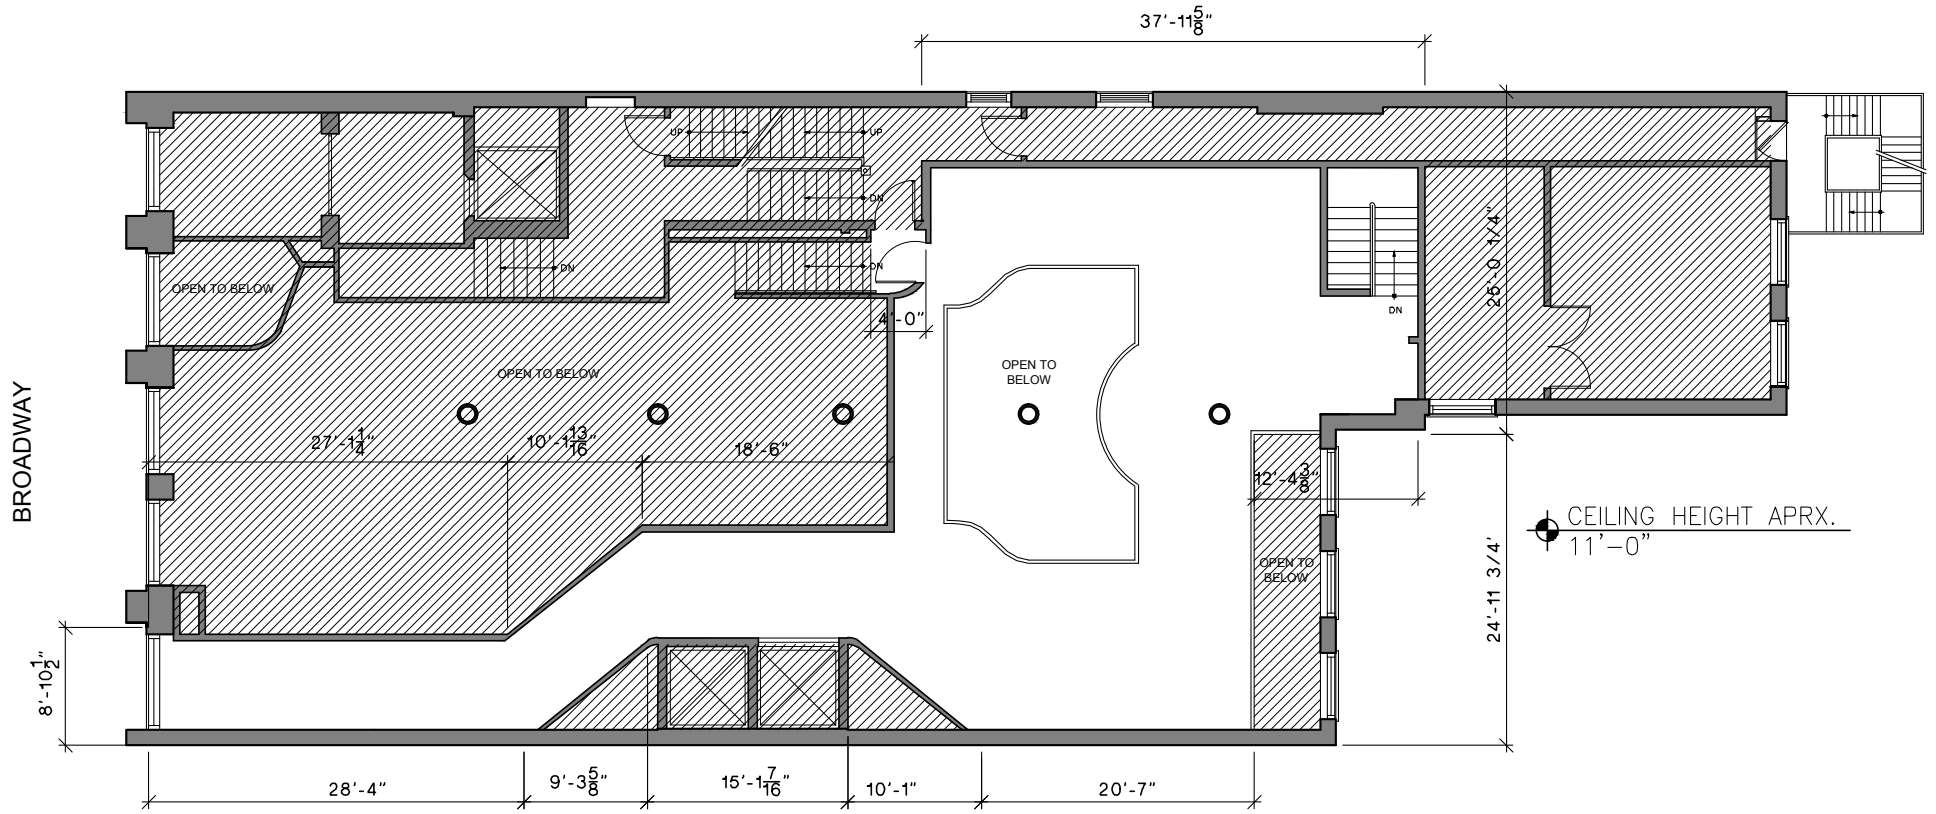 37'-11 5/8"
UP
UP
DN
DN
DN
OPEN TO BELOW
4'-0"
DN
25'-0 1/4"
OPEN TO BELOW
OPEN TO
BELOW
BROADWAY
27'-1 1/4"
10'-1 13/16"
18'-6"
12'-4 3/8"
CEILING HEIGHT APRX.
11'-0"
OPEN TO
BELOW
24'-11 3/4'
8'-10 1/2"
28'-4"
9'-3 5/8"
15'-1 7/16"
10'-1"
20'-7"